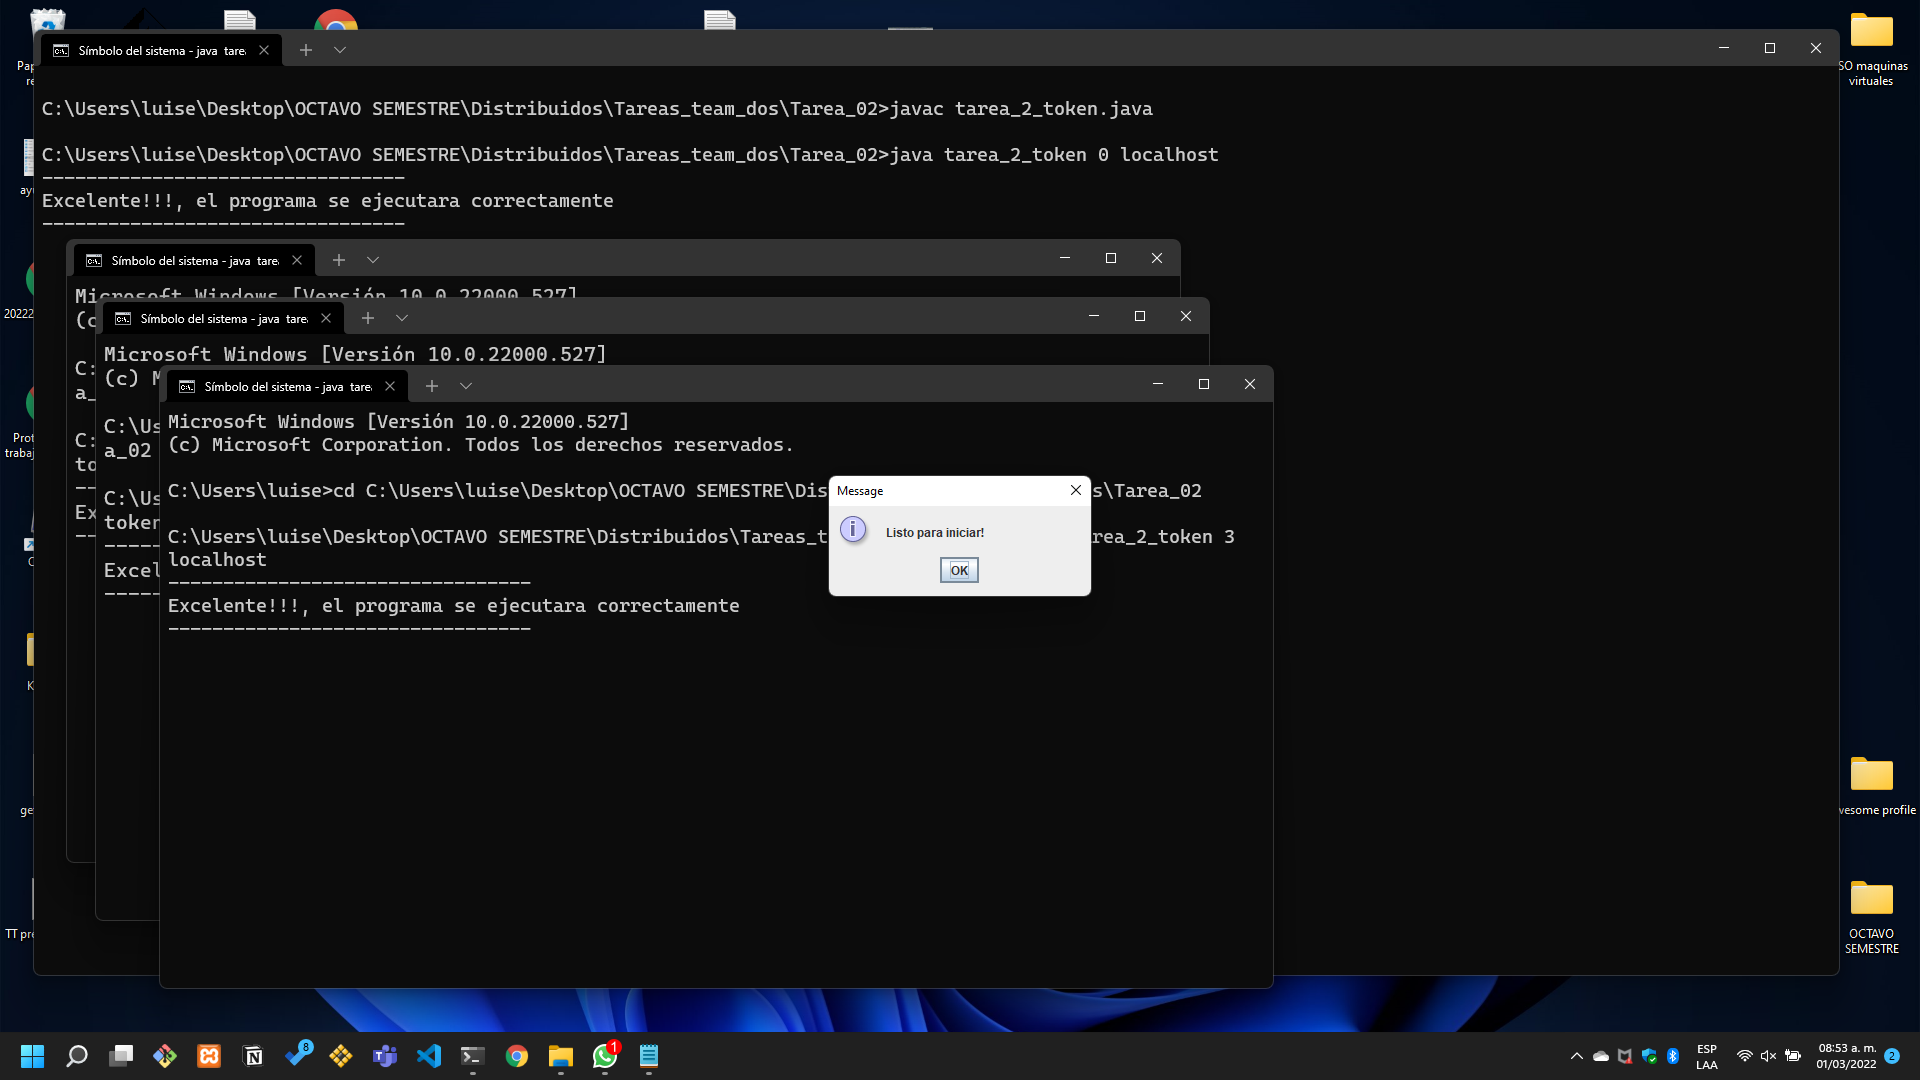 Símbolo del sistema - java tare
C:\Users\luise\Desktop\OCTAVO SEMESTRE\Distribuidos\Tareas_team_dos\Tarea_02>javac tarea_2_token.java
C:\Users\luise\Desktop\OCTAVO SEMESTRE\Distribuidos\Tareas_team_dos\Tarea_02>java tarea_2_token 0 localhost
---------------------------------
Excelente!!!, el programa se ejecutara correctamente
---------------------------------
Símbolo del sistema - java tare
Microsoft Windows [Versión 10.0.22000.527]
(c
C:
a_
C:
to
--
Ex
--
Símbolo del sistema - java tare
Microsoft Windows [Versión 10.0.22000.527]
(c) M
C:\Us
a_02
C:\Us
token
-----
Excel
-----
Símbolo del sistema - java tare
Microsoft Windows [Versión 10.0.22000.527]
(c) Microsoft Corporation. Todos los derechos reservados.
C:\Users\luise>cd C:\Users\luise\Desktop\OCTAVO SEMESTRE\Dis s\Tarea_02
C:\Users\luise\Desktop\OCTAVO SEMESTRE\Distribuidos\Tareas_t rea_2_token 3
localhost
---------------------------------
Excelente!!!, el programa se ejecutara correctamente
---------------------------------
Message
Listo para iniciar!
OK
Pap
re
ayu
20222
Prot
trabaj
C
K
ge
TT pre
SO maquinas
virtuales
wesome profile
OCTAVO
SEMESTRE
8
1
ESP
LAA
08:53 a. m.
01/03/2022
2